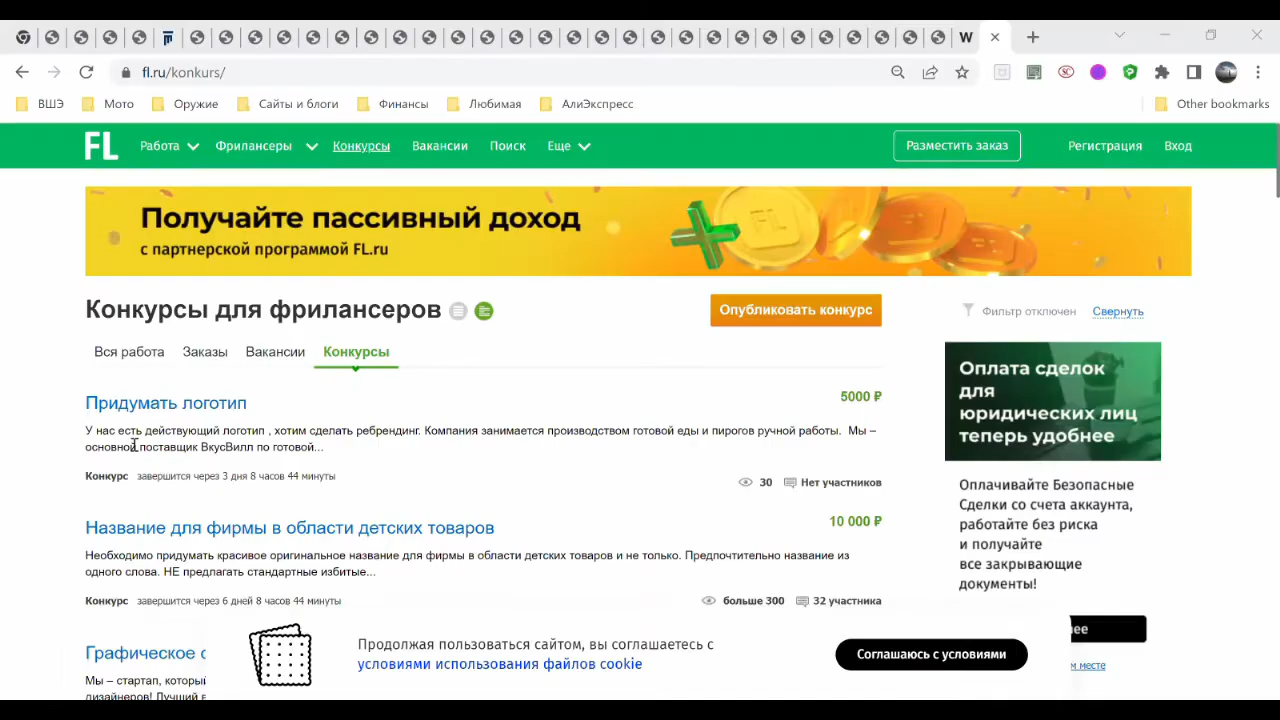 W
fl.ru/konkurs/
ВШЭ Мото Оружие Сайты и блоги Финансы Любимая АлиЭкспресс Other bookmarks
FL Работа Фрилансеры Конкурсы Вакансии Поиск Еще Разместить заказ Регистрация Вход
Получайте пассивный доход
с партнерской программой FL.ru
FL
Конкурсы для фрилансеров
Опубликовать конкурс
Фильтр отключен Свернуть
Вся работа Заказы Вакансии Конкурсы
Придумать логотип
5000 ₽
У нас есть действующий логотип , хотим сделать ребрендинг. Компания занимается производством готовой еды и пирогов ручной работы. Мы –
основной поставщик ВкусВилл по готовой...
Конкурс завершится через 3 дня 8 часов 44 минуты
30 Нет участников
Название для фирмы в области детских товаров
10 000 ₽
Необходимо придумать красивое оригинальное название для фирмы в области детских товаров и не только. Предпочтительно название из
одного слова. НЕ предлагать стандартные избитые...
Конкурс завершится через 6 дней 8 часов 44 минуты
больше 300 32 участника
Графическое
Мы – стартап,
дизайнеров! Лучший
Оплата сделок
для
юридических лиц
теперь удобнее
Оплачивайте Безопасные
Сделки со счета аккаунта,
работайте без риска
и получайте
все закрывающие
документы!
Продолжая пользоваться сайтом, вы соглашаетесь с
условиями использования файлов cookie
Соглашаюсь с условиями
м месте